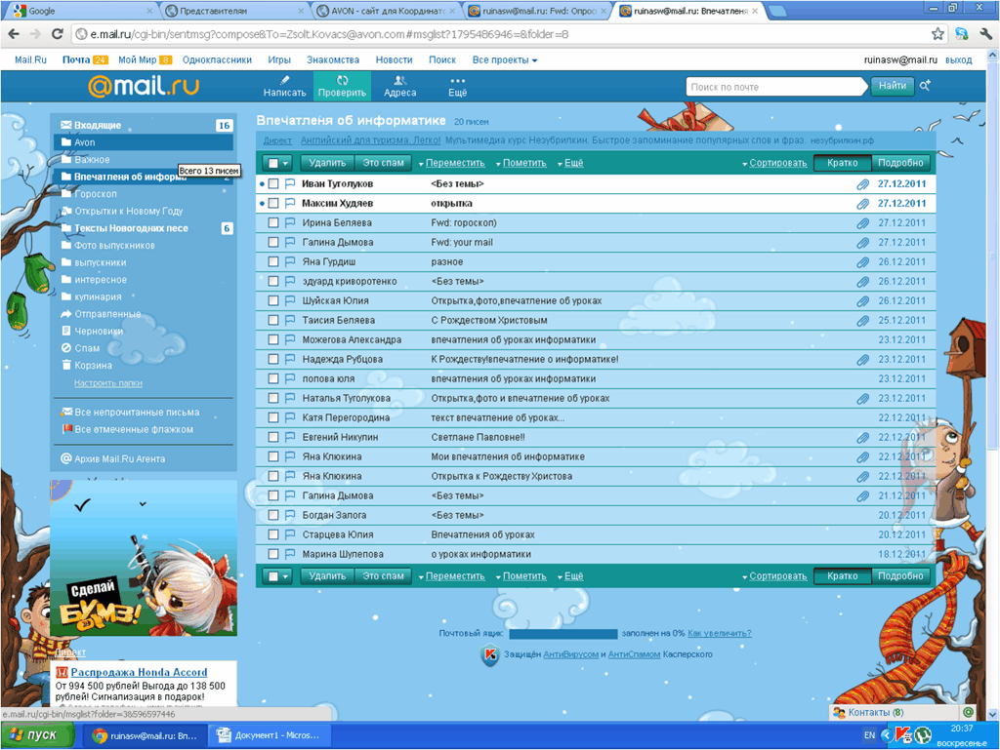 Google
Представителям
AVON - сайт для Координато
ruinasw@mail.ru: Fwd: Опрос
ruinasw@mail.ru: Впечатлен
e.mail.ru/cgi-bin/sentmsg?compose&To=Zsolt.Kovacs@avon.com#msglist?1795486946=&folder=8
Mail.Ru Почта 24 Мой Мир 8 Одноклассники Игры Знакомства Новости Поиск Все проекты ruinasw@mail.ru выход
@mail.ru Написать Проверить Адреса Ещё Поиск по почте Найти
Входящие 16
Avon
Важное
Впечатленя об информ 2
Всего 13 писем
Гороскоп
Открытки к Новому Году
Тексты Новогодних песе 6
Фото выпускников
выпускники
интересное
кулинария
Отправленные
Черновики
Спам
Корзина
Настроить папки
Все непрочитанные письма
Все отмеченные флажком
Архив Mail.Ru Агента
Сделай
БУМЗ!
Директ
Распродажа Honda Accord
От 994 500 рублей! Выгода до 138 500
рублей! Сигнализация в подарок!
Впечатленя об информатике 20 писем
Директ Английский для туризма. Легко! Мультимедиа курс Незубрилкин. Быстрое запоминание популярных слов и фраз. незубрилкин.рф
Удалить Это спам Переместить Пометить Ещё Сортировать Кратко Подробно
Иван Туголуков <Без темы> 27.12.2011
Максим Худяев открытка 27.12.2011
Ирина Беляева Fwd: гороскоп) 27.12.2011
Галина Дымова Fwd: your mail 27.12.2011
Яна Гурдиш разное 26.12.2011
эдуард криворотенко <Без темы> 26.12.2011
Шуйская Юлия Открытка,фото,впечатление об уроках 26.12.2011
Таисия Беляева С Рождеством Христовым 25.12.2011
Можегова Александра впечатления об уроках информатики 23.12.2011
Надежда Рубцова К Рождеству!впечатление о информатике! 23.12.2011
попова юля впечатления об уроках информатики 23.12.2011
Наталья Туголукова Открытка,фото и впечатление об уроках 23.12.2011
Катя Перегородина текст впечатление об уроках... 22.12.2011
Евгений Никулин Светлане Павловне!! 22.12.2011
Яна Клюкина Мои впечатления об информатике 22.12.2011
Яна Клюкина Открытка к Рождеству Христова 22.12.2011
Галина Дымова <Без темы> 21.12.2011
Богдан Залога <Без темы> 20.12.2011
Старцева Юлия Впечатления об уроках 20.12.2011
Марина Шулепова о уроках информатики 18.12.2011
Удалить Это спам Переместить Пометить Ещё Сортировать Кратко Подробно
Почтовый ящик: заполнен на 0% Как увеличить?
Защищён АнтиВирусом и АнтиСпамом Касперского
e.mail.ru/cgi-bin/msglist?folder=38596597446
Контакты (8)
пуск ruinasw@mail.ru: Вп... Документ1 - Micros... EN 20:37
воскресенье